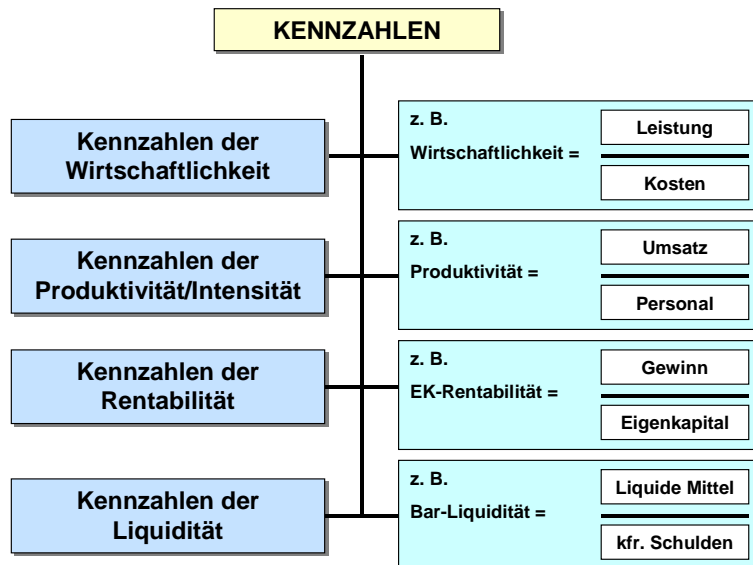 KENNZAHLEN
Kennzahlen der
Wirtschaftlichkeit
z. B.
Wirtschaftlichkeit =
Leistung
Kosten
Kennzahlen der
Produktivität/Intensität
z. B.
Produktivität =
Umsatz
Personal
Kennzahlen der
Rentabilität
z. B.
EK-Rentabilität =
Gewinn
Eigenkapital
Kennzahlen der
Liquidität
z. B.
Bar-Liquidität =
Liquide Mittel
kfr. Schulden